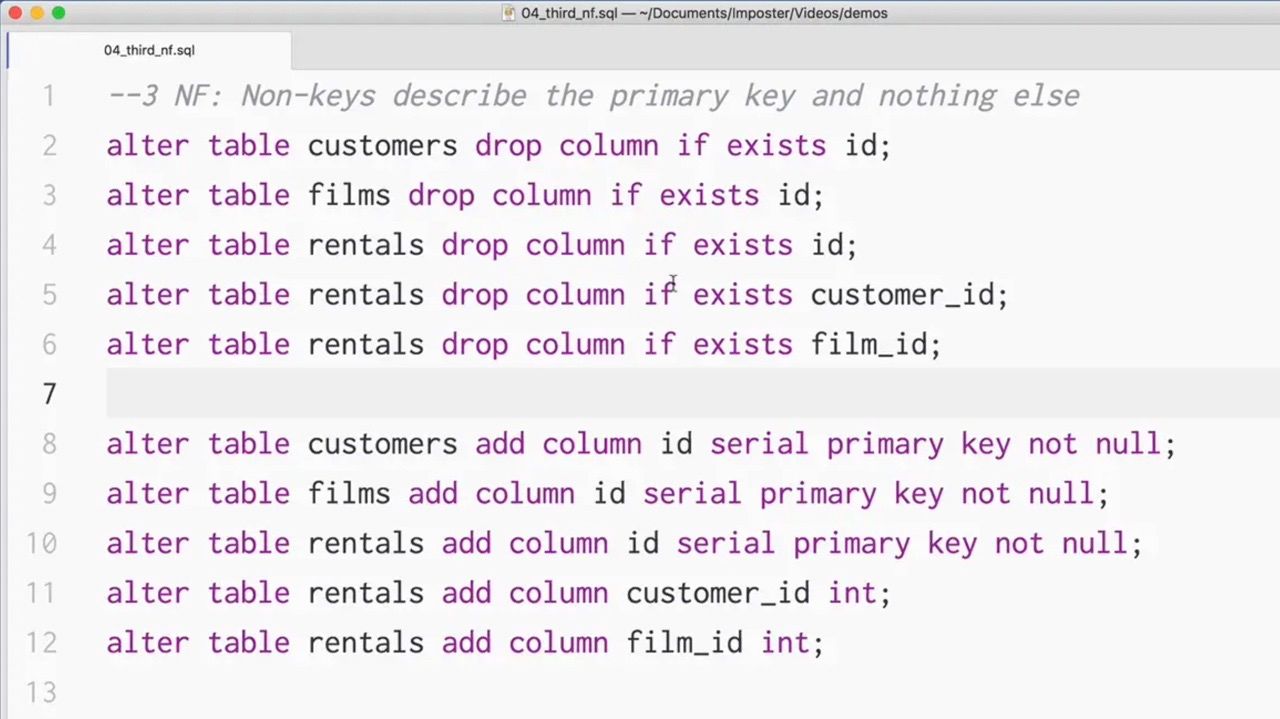 04_third_nf.sql — ~/Documents/Imposter/Videos/demos
04_third_nf.sql
1 --3 NF: Non-keys describe the primary key and nothing else
2 alter table customers drop column if exists id;
3 alter table films drop column if exists id;
4 alter table rentals drop column if exists id;
5 alter table rentals drop column if exists customer_id;
6 alter table rentals drop column if exists film_id;
7
8 alter table customers add column id serial primary key not null;
9 alter table films add column id serial primary key not null;
10 alter table rentals add column id serial primary key not null;
11 alter table rentals add column customer_id int;
12 alter table rentals add column film_id int;
13